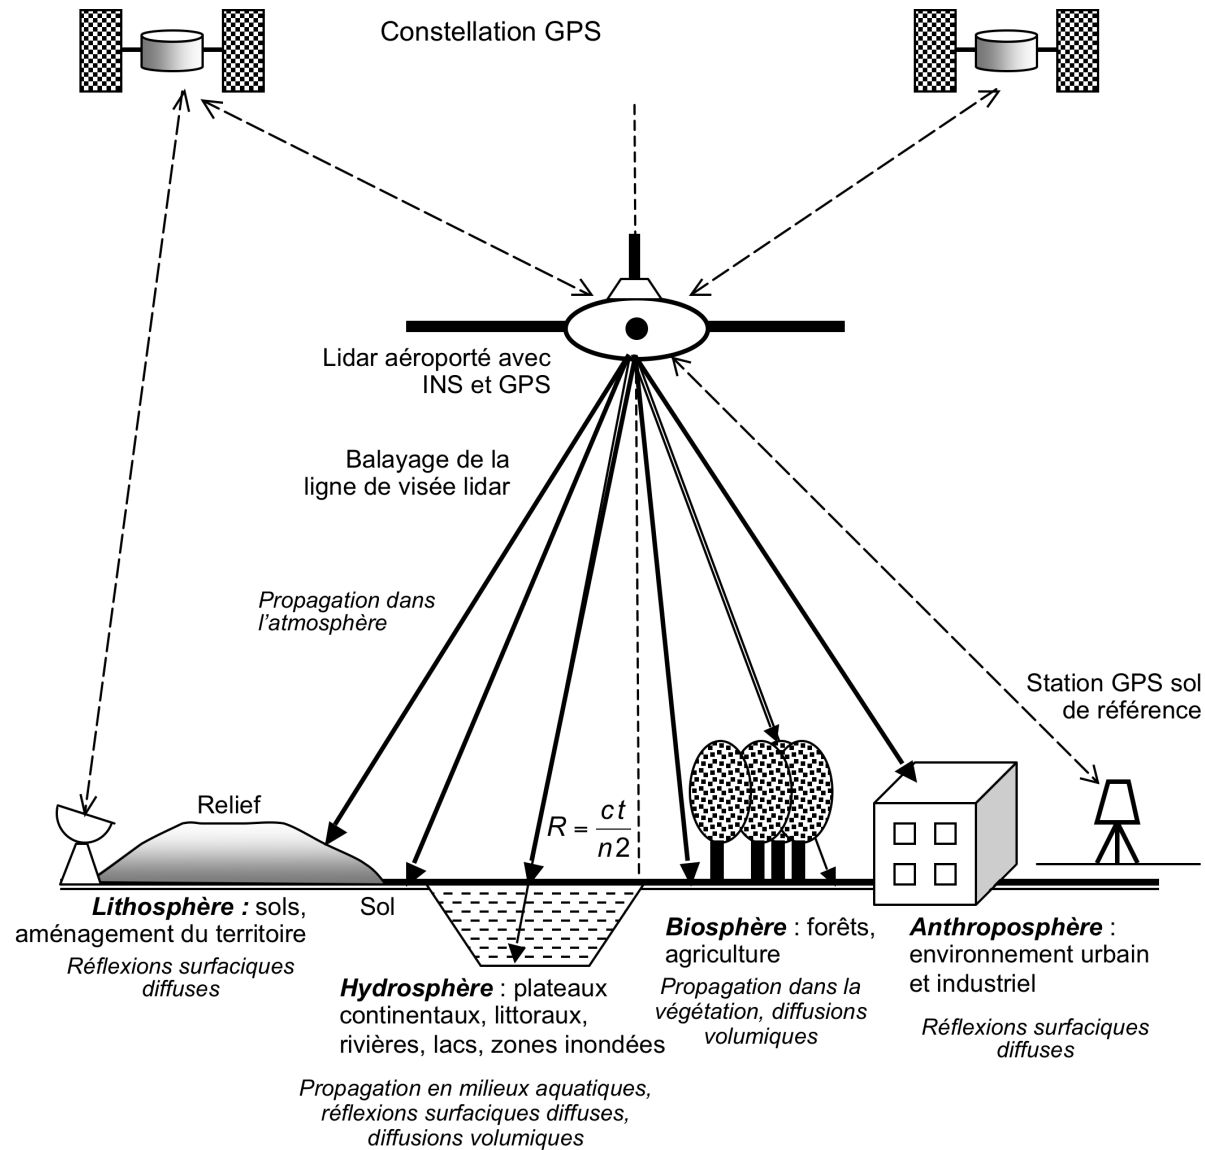 Constellation GPS
Lidar aéroporté avec
INS et GPS
Balayage de la
ligne de visée lidar
Propagation dans
l'atmosphère
Station GPS sol
de référence
Relief
R = ct / n2
Lithosphère : sols,
aménagement du territoire
Réflexions surfaciques
diffuses
Sol
Hydrosphère : plateaux
continentaux, littoraux,
rivières, lacs, zones inondées
Propagation en milieux aquatiques,
réflexions surfaciques diffuses,
diffusions volumiques
Biosphère : forêts,
agriculture
Propagation dans la
végétation, diffusions
volumiques
Anthroposphère :
environnement urbain
et industriel
Réflexions surfaciques
diffuses